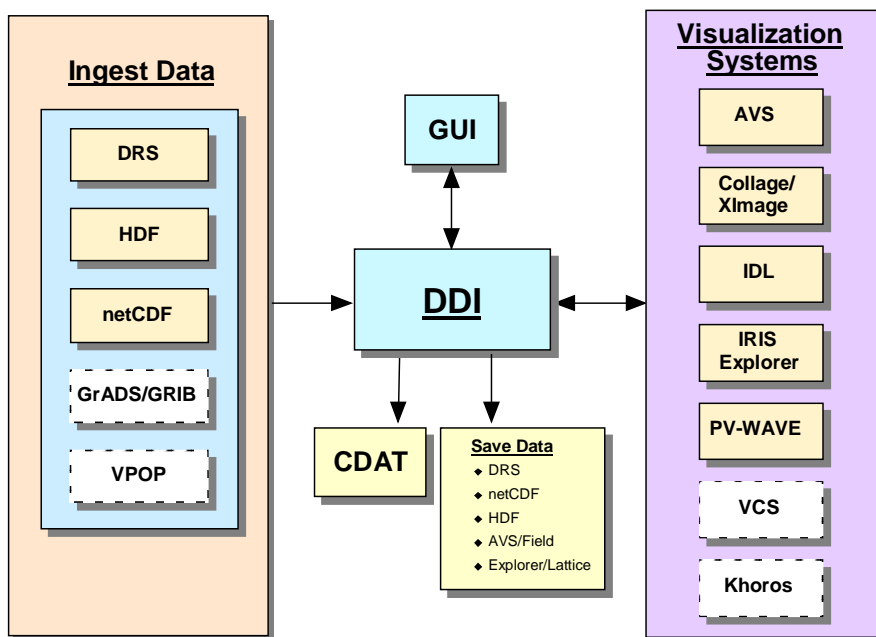 Ingest Data
DRS
HDF
netCDF
GrADS/GRIB
VPOP
GUI
DDI
CDAT
Save Data
◆ DRS
◆ netCDF
◆ HDF
◆ AVS/Field
◆ Explorer/Lattice
Visualization
Systems
AVS
Collage/
XImage
IDL
IRIS
Explorer
PV-WAVE
VCS
Khoros